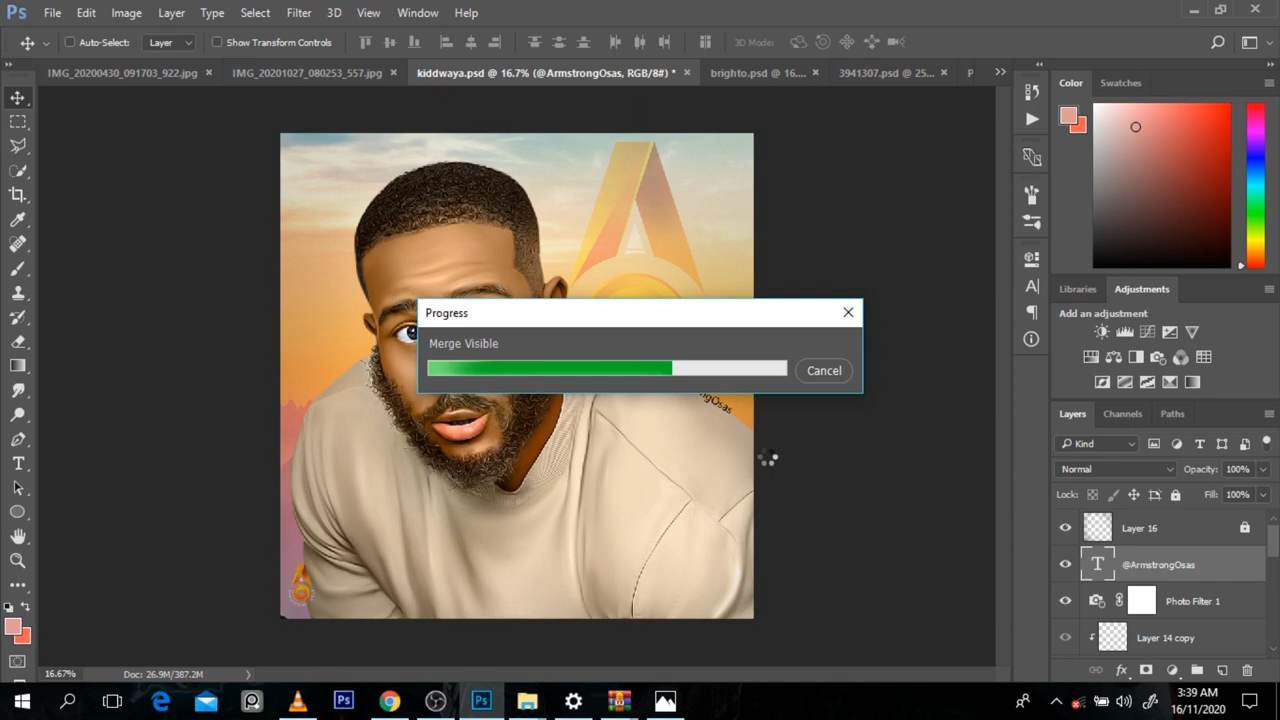 Ps File Edit Image Layer Type Select Filter 3D View Window Help
Auto-Select: Layer Show Transform Controls 3D Mode:
IMG_20200430_091703_922.jpg × IMG_20201027_080253_557.jpg × kiddwaya.psd @ 16.7% (@ArmstrongOsas, RGB/8#) * × brighto.psd @ 16.... × 3941307.psd @ 25... × P
Color Swatches
Progress
Merge Visible
Cancel
ngOsas
Libraries Adjustments
Add an adjustment
Layers Channels Paths
Kind
Normal Opacity: 100%
Lock: Fill: 100%
Layer 16
T @ArmstrongOsas
Photo Filter 1
Layer 14 copy
16.67% Doc: 26.9M/387.2M
Ps Ps
3:39 AM
16/11/2020